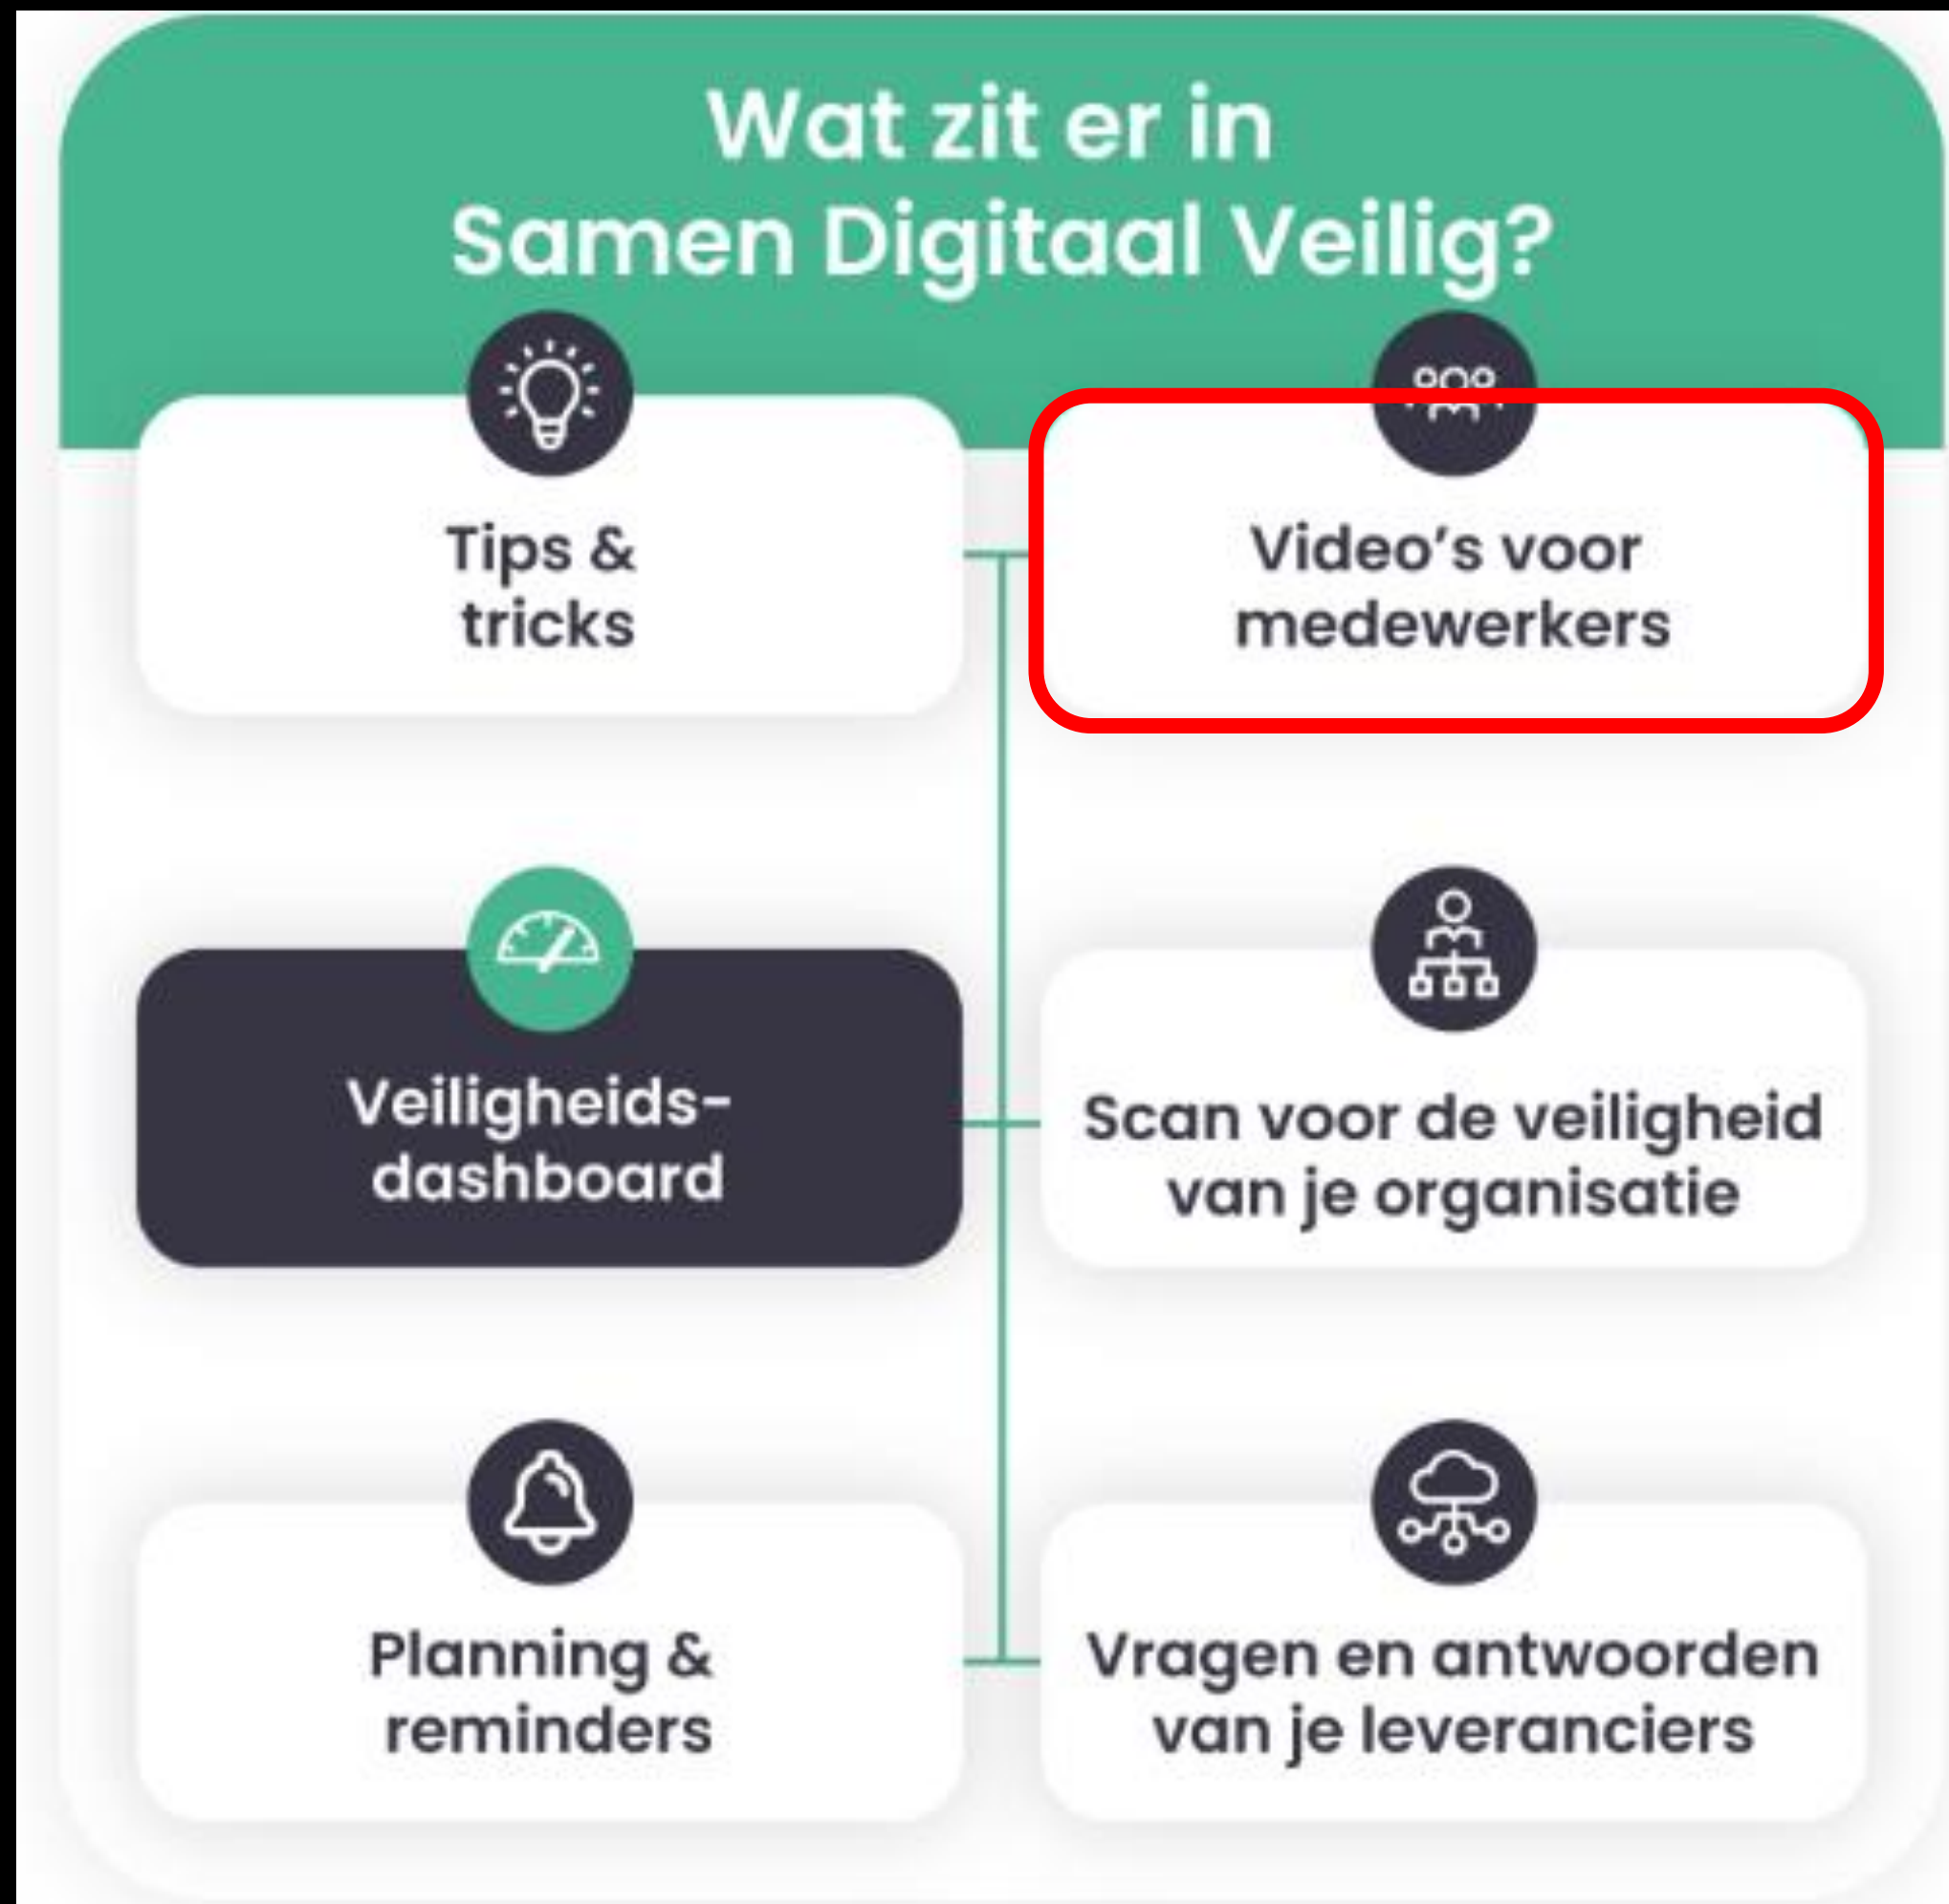 Wat zit er in
Samen Digitaal Veilig?
Tips &
tricks
Video's voor
medewerkers
Veiligheids-
dashboard
Scan voor de veiligheid
van je organisatie
Planning &
reminders
Vragen en antwoorden
van je leveranciers